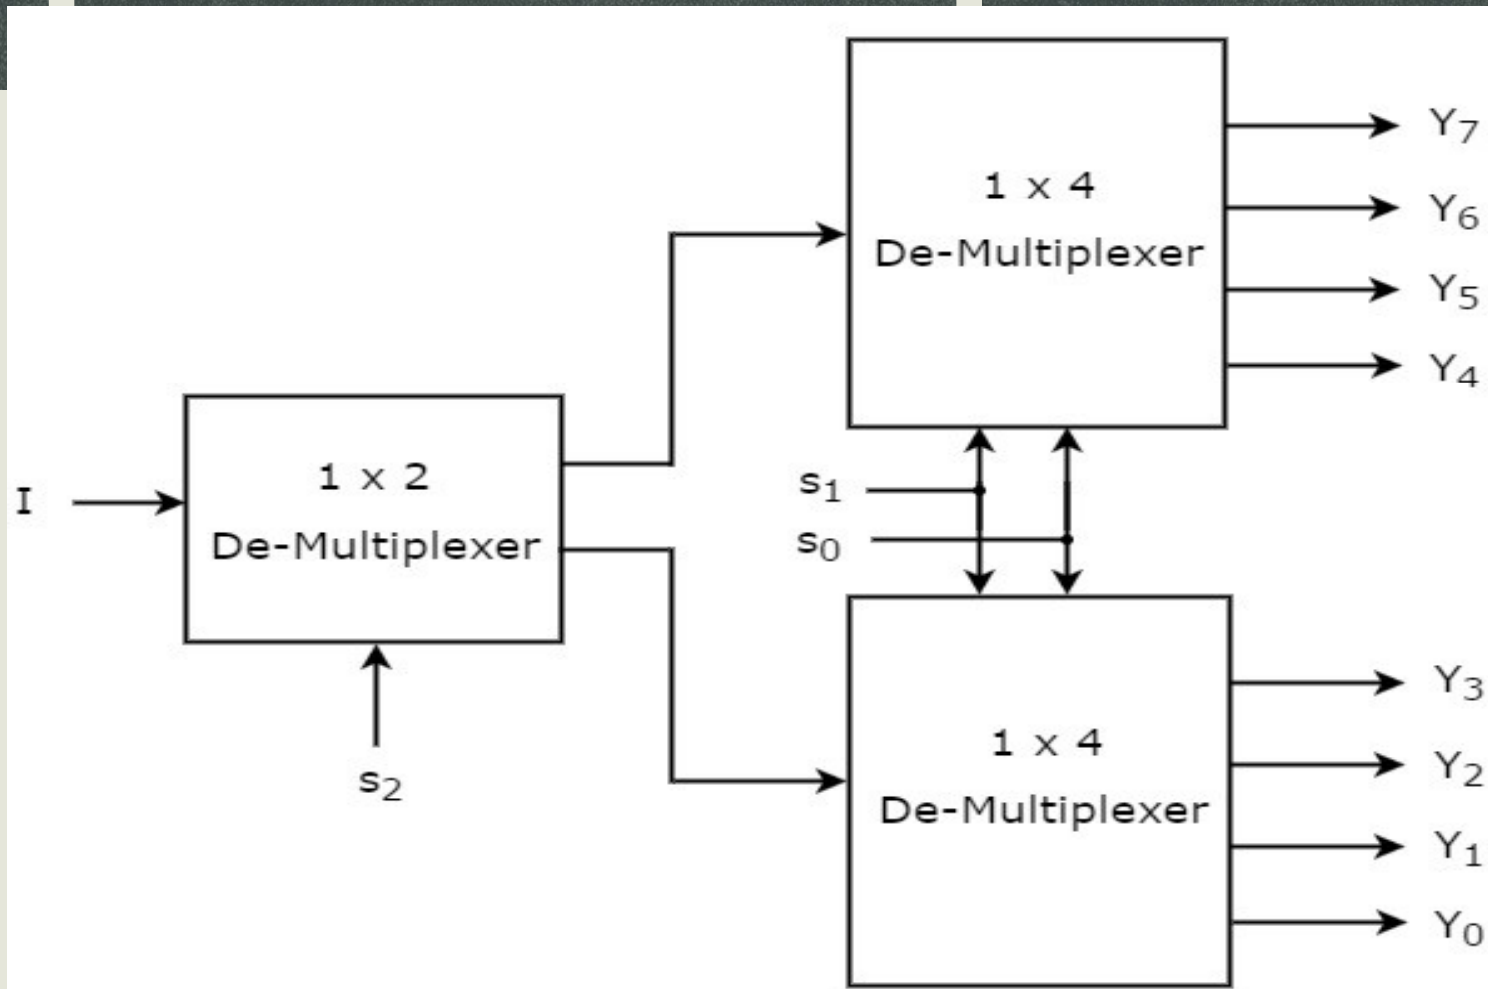 1 x 4
De-Multiplexer
Y₇
Y₆
Y₅
Y₄
I
1 x 2
De-Multiplexer
s₂
s₁
s₀
1 x 4
De-Multiplexer
Y₃
Y₂
Y₁
Y₀